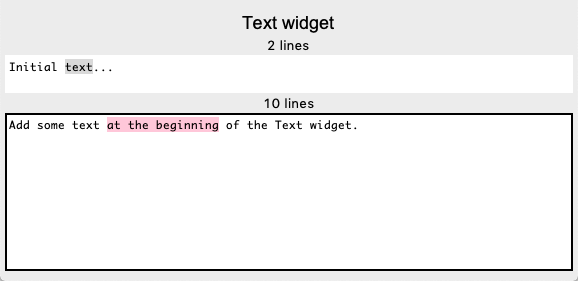 Text widget
2 lines
Initial text...
10 lines
Add some text at the beginning of the Text widget.